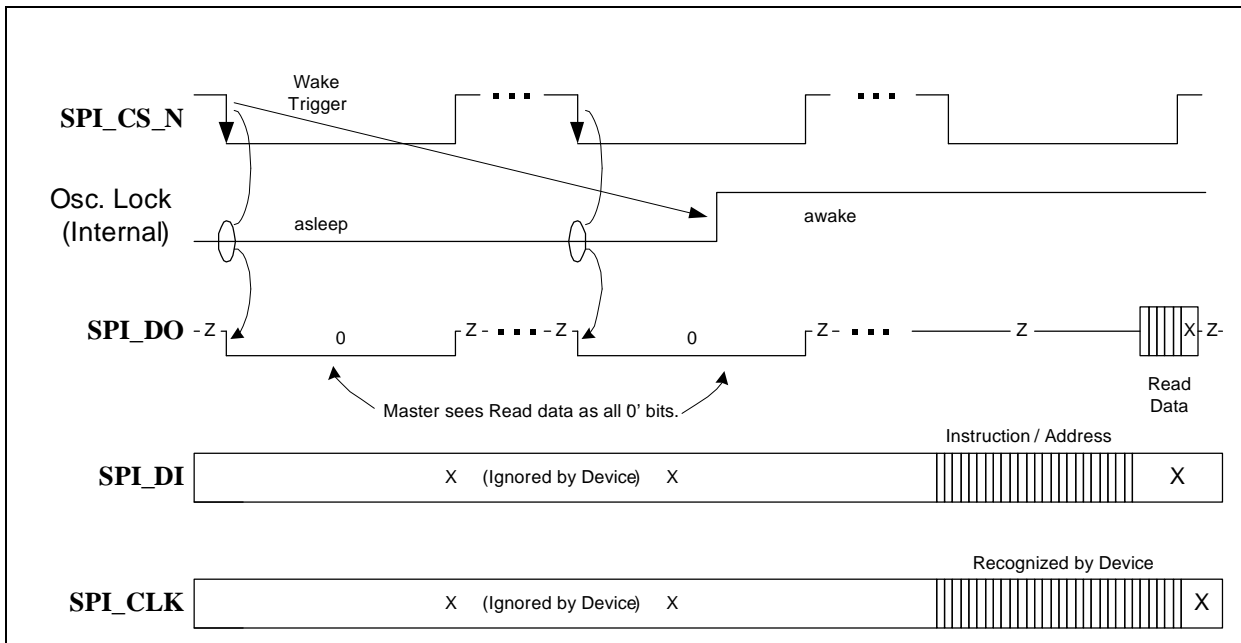 Wake
Trigger
SPI_CS_N
Osc. Lock
(Internal)
asleep
awake
SPI_DO
Z
0
Z
Z
0
Z
Z
X
Z
Master sees Read data as all 0' bits.
Read
Data
Instruction / Address
SPI_DI
X (Ignored by Device) X
X
Recognized by Device
SPI_CLK
X (Ignored by Device) X
X